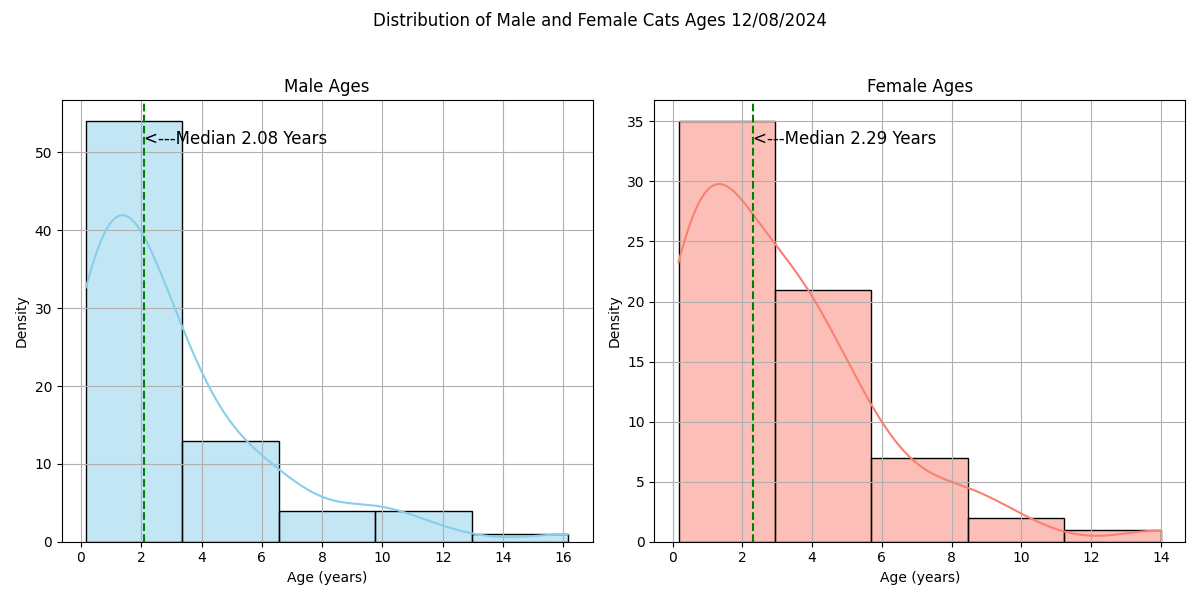 Distribution of Male and Female Cats Ages 12/08/2024
Male Ages
<---Median 2.08 Years
Density
50
40
30
20
10
0
0 2 4 6 8 10 12 14 16
Age (years)
Female Ages
<---Median 2.29 Years
Density
35
30
25
20
15
10
5
0
0 2 4 6 8 10 12 14
Age (years)